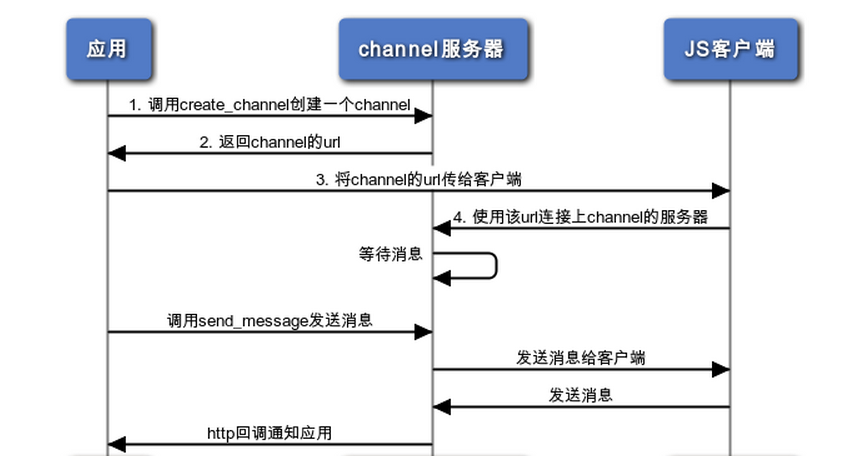 应用
channel服务器
JS客户端
1. 调用create_channel创建一个channel
2. 返回channel的url
3. 将channel的url传给客户端
4. 使用该url连接上channel的服务器
等待消息
调用send_message发送消息
发送消息给客户端
发送消息
http回调通知应用